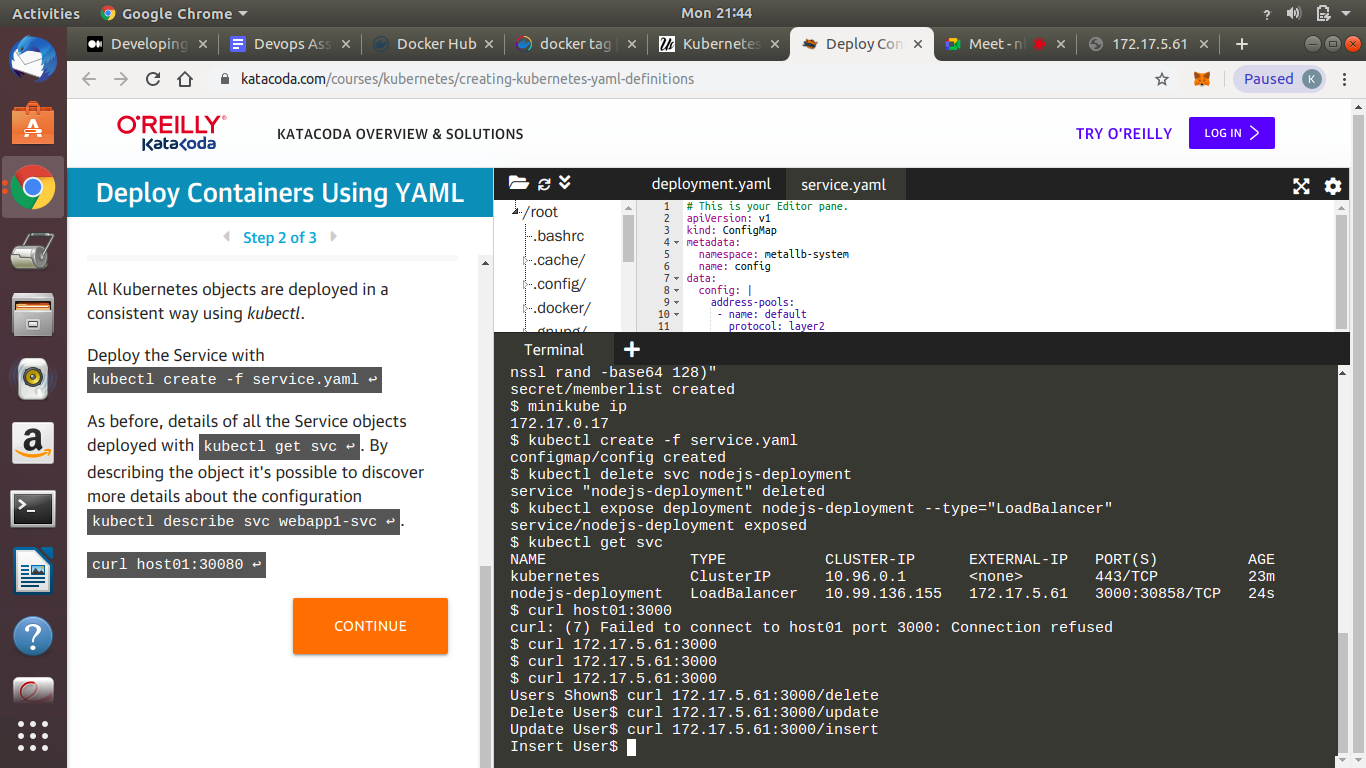 Activities
Google Chrome
Mon 21:44
?
Developing
Devops Ass
Docker Hub
docker tag
Kubernetes
Deploy Con
Meet - nl
172.17.5.61
katacoda.com/courses/kubernetes/creating-kubernetes-yaml-definitions
Paused
K
O'REILLY®
Katacoda
KATACODA OVERVIEW & SOLUTIONS
TRY O'REILLY
LOG IN
Deploy Containers Using YAML
Step 2 of 3
All Kubernetes objects are deployed in a
consistent way using kubectl.
Deploy the Service with
kubectl create -f service.yaml ↩
As before, details of all the Service objects
deployed with kubectl get svc ↩. By
describing the object it's possible to discover
more details about the configuration
kubectl describe svc webapp1-svc ↩.
curl host01:30080 ↩
CONTINUE
deployment.yaml
service.yaml
/root
.bashrc
.cache/
.config/
.docker/
.gnupg/
1 # This is your Editor pane.
2 apiVersion: v1
3 kind: ConfigMap
4 metadata:
5 namespace: metallb-system
6 name: config
7 data:
8 config: |
9 address-pools:
10 - name: default
11 protocol: layer2
Terminal
nssl rand -base64 128)"
secret/memberlist created
$ minikube ip
172.17.0.17
$ kubectl create -f service.yaml
configmap/config created
$ kubectl delete svc nodejs-deployment
service "nodejs-deployment" deleted
$ kubectl expose deployment nodejs-deployment --type="LoadBalancer"
service/nodejs-deployment exposed
$ kubectl get svc
NAME TYPE CLUSTER-IP EXTERNAL-IP PORT(S) AGE
kubernetes ClusterIP 10.96.0.1 <none> 443/TCP 23m
nodejs-deployment LoadBalancer 10.99.136.155 172.17.5.61 3000:30858/TCP 24s
$ curl host01:3000
curl: (7) Failed to connect to host01 port 3000: Connection refused
$ curl 172.17.5.61:3000
$ curl 172.17.5.61:3000
$ curl 172.17.5.61:3000
Users Shown$ curl 172.17.5.61:3000/delete
Delete User$ curl 172.17.5.61:3000/update
Update User$ curl 172.17.5.61:3000/insert
Insert User$